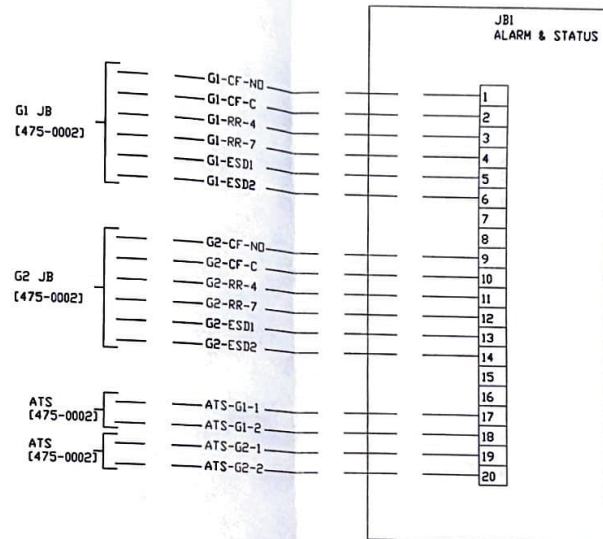 JB1
ALARM & STATUS
G1 JB
[475-0002]
G1-CF-NO
G1-CF-C
G1-RR-4
G1-RR-7
G1-ESD1
G1-ESD2
1
2
3
4
5
6
7
8
G2 JB
[475-0002]
G2-CF-NO
G2-CF-C
G2-RR-4
G2-RR-7
G2-ESD1
G2-ESD2
9
10
11
12
13
14
15
16
ATS
[475-0002]
ATS-G1-1
ATS-G1-2
17
18
ATS
[475-0002]
ATS-G2-1
ATS-G2-2
19
20